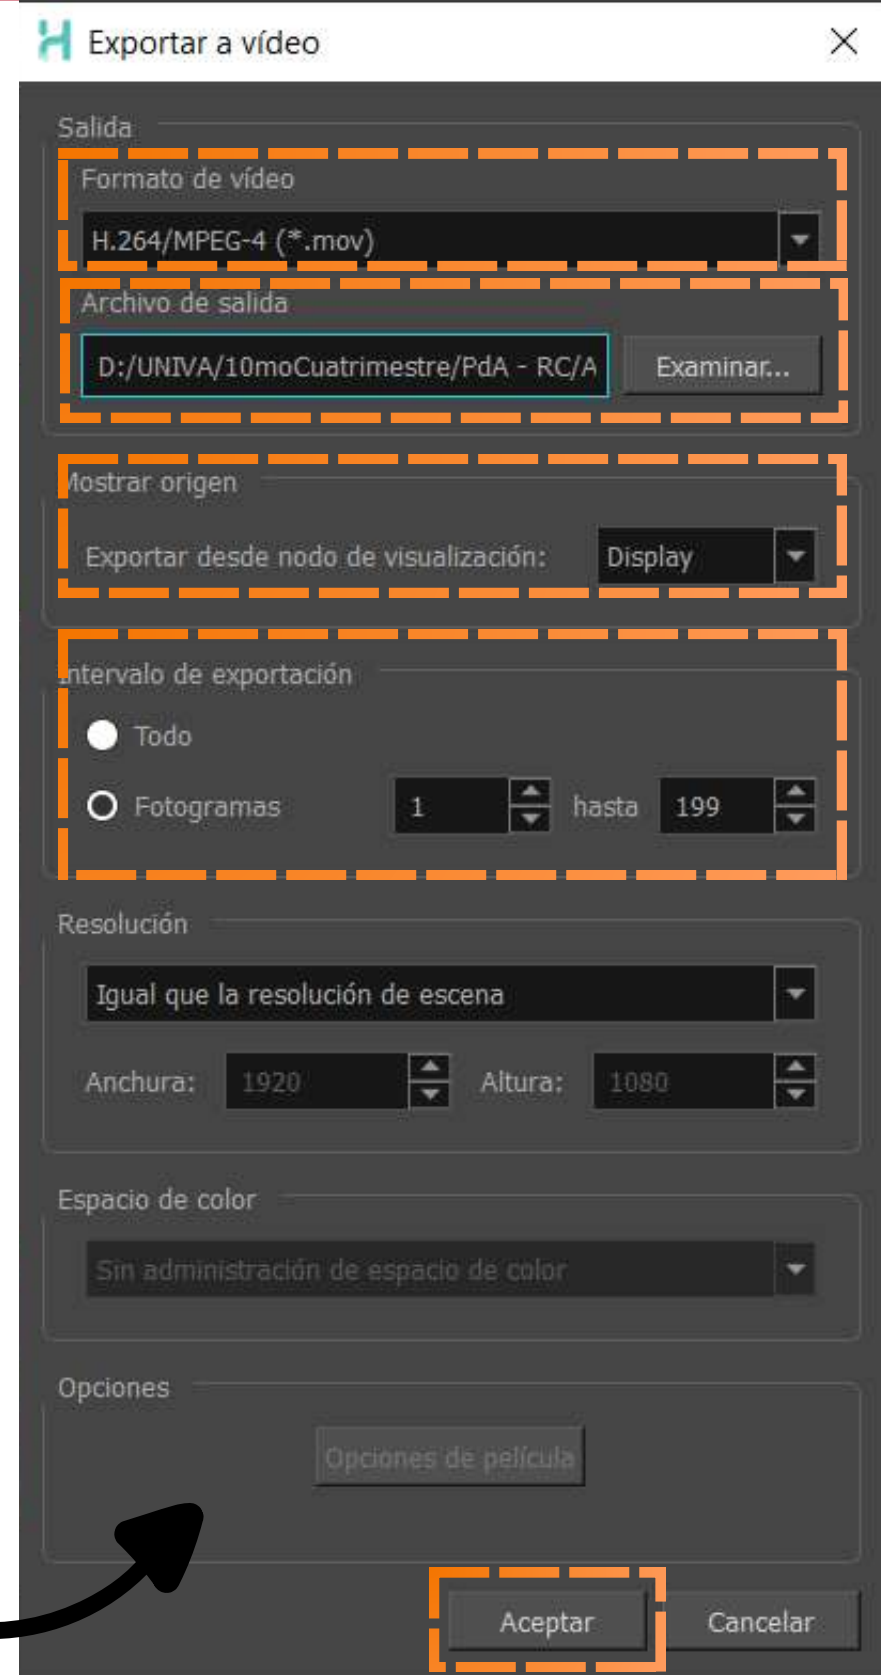 Exportar a vídeo
Salida
Formato de vídeo
H.264/MPEG-4 (*.mov)
Archivo de salida
D:/UNIVA/10moCuatrimestre/PdA - RC/A
Examinar...
Mostrar origen
Exportar desde nodo de visualización: Display
Intervalo de exportación
Todo
Fotogramas 1 hasta 199
Resolución
Igual que la resolución de escena
Anchura: 1920 Altura: 1080
Espacio de color
Sin administración de espacio de color
Opciones
Opciones de película
Aceptar Cancelar